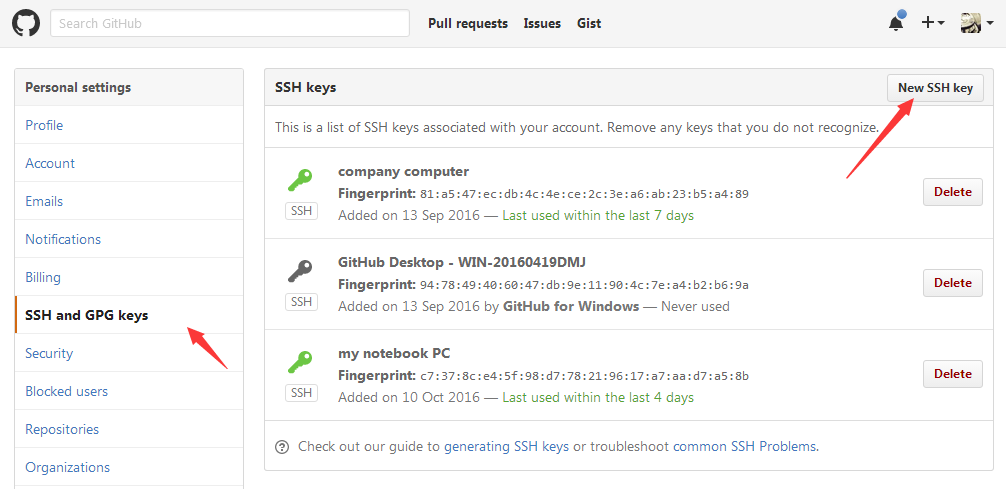 Search GitHub
Pull requests
Issues
Gist
Personal settings
Profile
Account
Emails
Notifications
Billing
SSH and GPG keys
Security
Blocked users
Repositories
Organizations
SSH keys
New SSH key
This is a list of SSH keys associated with your account. Remove any keys that you do not recognize.
SSH
company computer
Fingerprint: 81:a5:47:ec:db:4c:4e:ce:2c:3e:a6:ab:23:b5:a4:89
Added on 13 Sep 2016 — Last used within the last 7 days
Delete
SSH
GitHub Desktop - WIN-20160419DMJ
Fingerprint: 94:78:49:40:60:47:db:9e:11:90:4c:7e:a4:b2:b6:9a
Added on 13 Sep 2016 by GitHub for Windows — Never used
Delete
SSH
my notebook PC
Fingerprint: c7:37:8c:e4:5f:98:d7:78:21:96:17:a7:aa:d7:a5:8b
Added on 10 Oct 2016 — Last used within the last 4 days
Delete
Check out our guide to generating SSH keys or troubleshoot common SSH Problems.